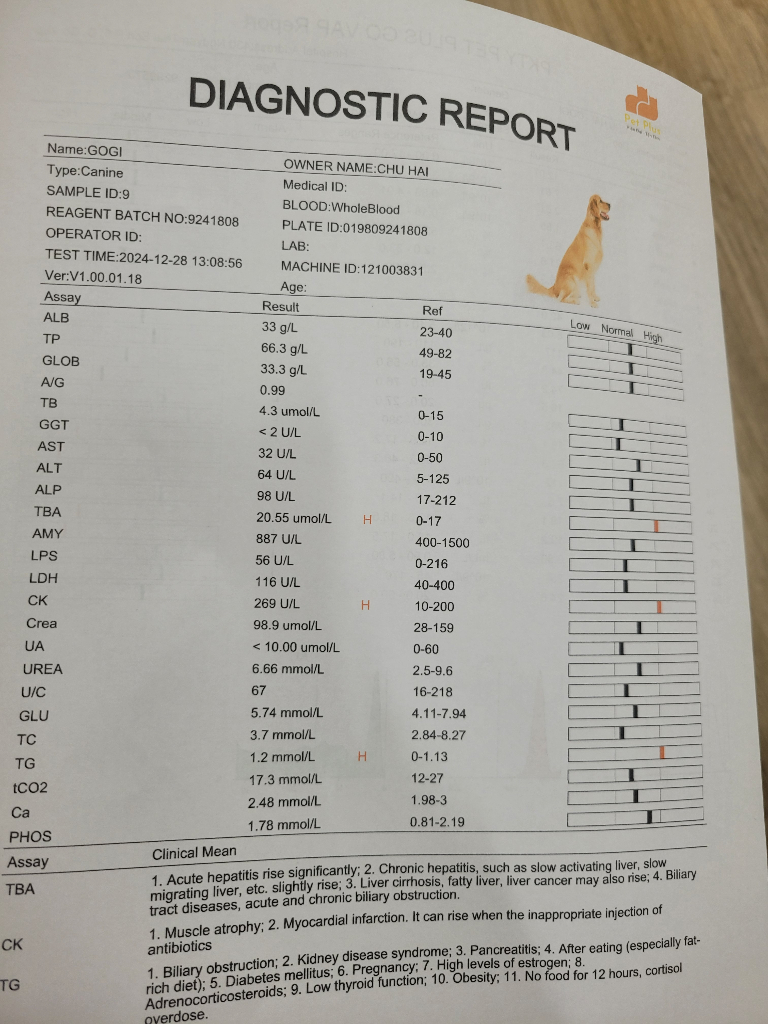 DIAGNOSTIC REPORT
Pet Plus
Name:GOGI
OWNER NAME:CHU HAI
Type:Canine
Medical ID:
SAMPLE ID:9
BLOOD:WholeBlood
REAGENT BATCH NO:9241808
PLATE ID:019809241808
OPERATOR ID:
LAB:
TEST TIME:2024-12-28 13:08:56
MACHINE ID:121003831
Ver:V1.00.01.18
Age:
Assay Result Ref Low Normal High
ALB 33 g/L 23-40
TP 66.3 g/L 49-82
GLOB 33.3 g/L 19-45
A/G 0.99 -
TB 4.3 umol/L 0-15
GGT < 2 U/L 0-10
AST 32 U/L 0-50
ALT 64 U/L 5-125
ALP 98 U/L 17-212
TBA 20.55 umol/L H 0-17
AMY 887 U/L 400-1500
LPS 56 U/L 0-216
LDH 116 U/L 40-400
CK 269 U/L H 10-200
Crea 98.9 umol/L 28-159
UA < 10.00 umol/L 0-60
UREA 6.66 mmol/L 2.5-9.6
U/C 67 16-218
GLU 5.74 mmol/L 4.11-7.94
TC 3.7 mmol/L 2.84-8.27
TG 1.2 mmol/L H 0-1.13
tCO2 17.3 mmol/L 12-27
Ca 2.48 mmol/L 1.98-3
PHOS 1.78 mmol/L 0.81-2.19
Assay Clinical Mean
TBA 1. Acute hepatitis rise significantly; 2. Chronic hepatitis, such as slow activating liver, slow
migrating liver, etc. slightly rise; 3. Liver cirrhosis, fatty liver, liver cancer may also rise; 4. Biliary
tract diseases, acute and chronic biliary obstruction.
CK 1. Muscle atrophy; 2. Myocardial infarction. It can rise when the inappropriate injection of
antibiotics
TG 1. Biliary obstruction; 2. Kidney disease syndrome; 3. Pancreatitis; 4. After eating (especially fat-
rich diet); 5. Diabetes mellitus; 6. Pregnancy; 7. High levels of estrogen; 8.
Adrenocorticosteroids; 9. Low thyroid function; 10. Obesity; 11. No food for 12 hours, cortisol
overdose.